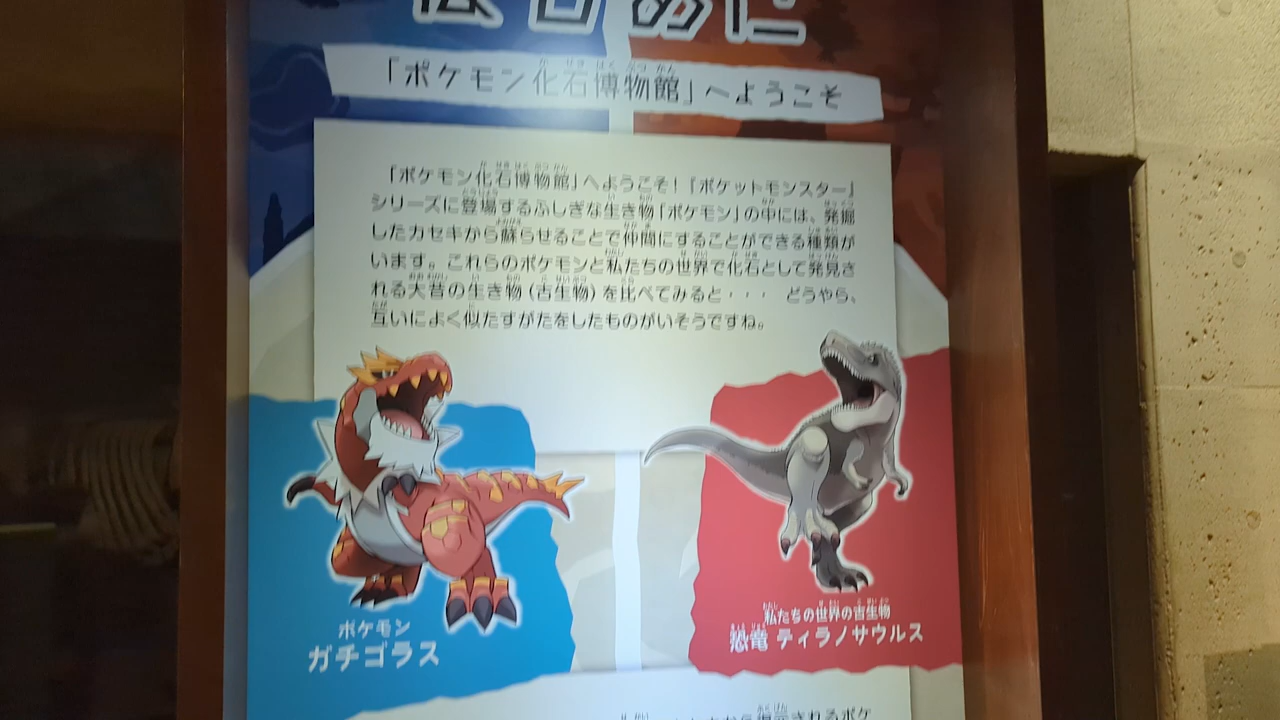 「ポケモン化石博物館」へようこそ
「ポケモン化石博物館」へようこそ！『ポケットモンスター』
シリーズに登場するふしぎな生き物「ポケモン」の中には、発掘
したカセキから蘇らせることで仲間にすることができる種類が
います。これらのポケモンと私たちの世界で化石として発見さ
れる大昔の生き物（古生物）を比べてみると・・・ どうやら、
互いによく似たすがたをしたものがいそうですね。
ポケモン
ガチゴラス
私たちの世界の古生物
恐竜 ティラノサウルス